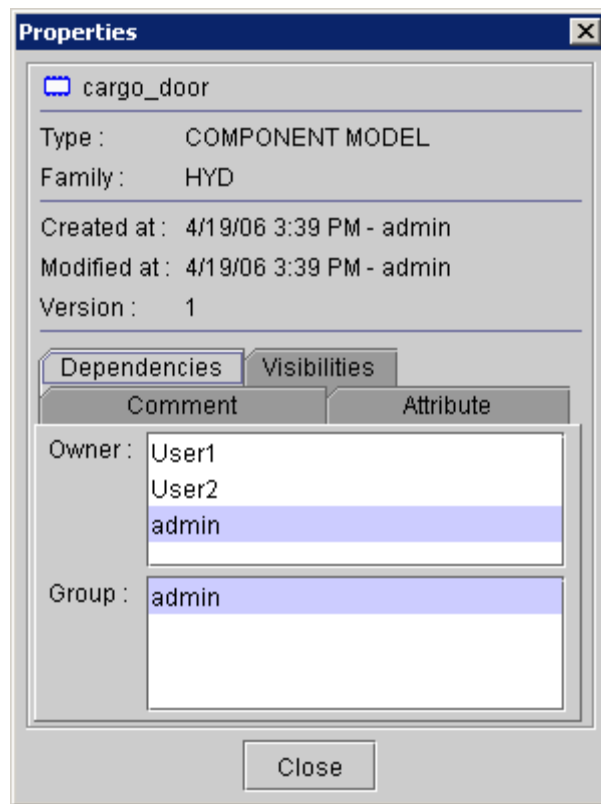 Properties
cargo_door
Type : COMPONENT MODEL
Family : HYD
Created at : 4/19/06 3:39 PM - admin
Modified at : 4/19/06 3:39 PM - admin
Version : 1
Dependencies Visibilities
Comment Attribute
Owner : User1
User2
admin
Group : admin
Close